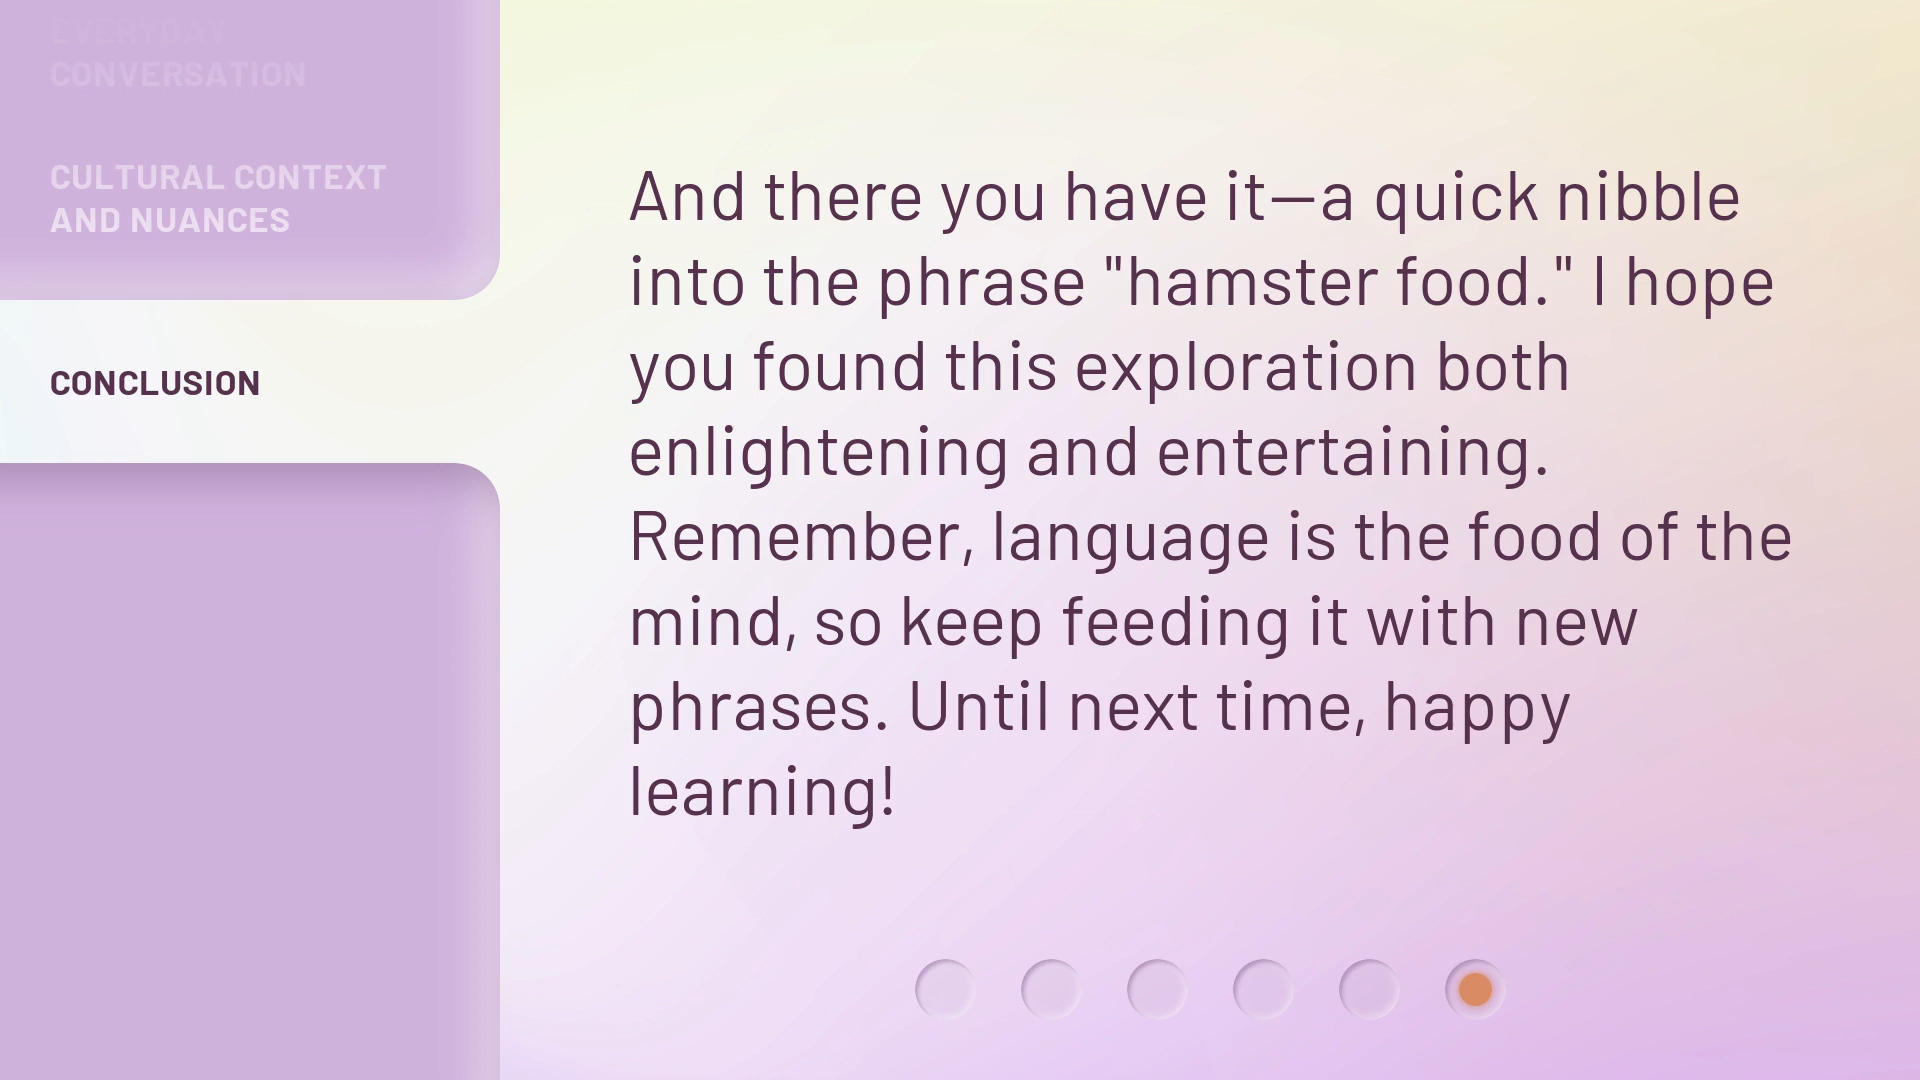 EVERYDAY
CONVERSATION
CULTURAL CONTEXT
AND NUANCES
CONCLUSION
And there you have it—a quick nibble
into the phrase "hamster food." I hope
you found this exploration both
enlightening and entertaining.
Remember, language is the food of the
mind, so keep feeding it with new
phrases. Until next time, happy
learning!